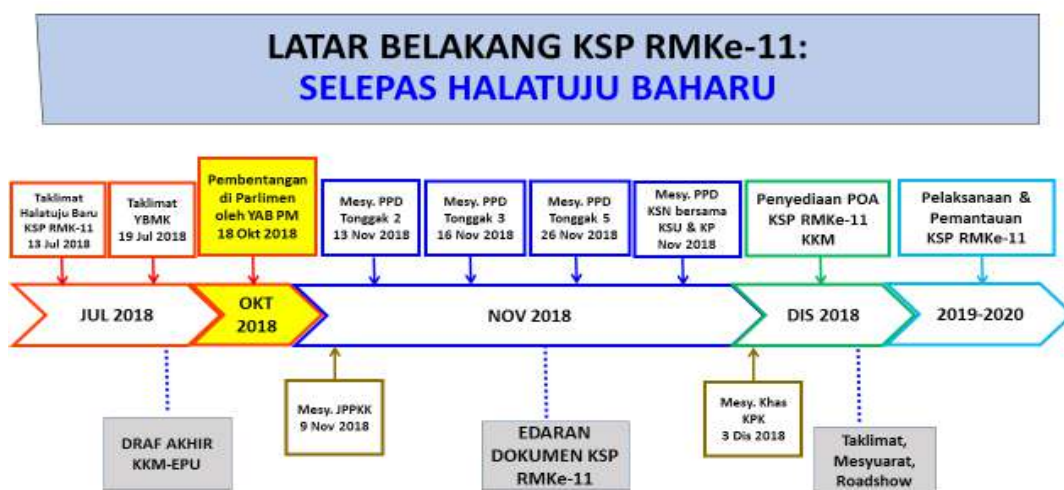 LATAR BELAKANG KSP RMKe-11:
SELEPAS HALATUJU BAHARU
Taklimat
Halatuju Baru
KSP RMK-11
13 Jul 2018
Taklimat
YBMK
19 Jul 2018
Pembentangan
di Parlimen
oleh YAB PM
18 Okt 2018
Mesy. PPD
Tonggak 2
13 Nov 2018
Mesy. PPD
Tonggak 3
16 Nov 2018
Mesy. PPD
Tonggak 5
26 Nov 2018
Mesy. PPD
KSN bersama
KSU & KP
Nov 2018
Penyediaan POA
KSP RMKe-11
KKM
Pelaksanaan &
Pemantauan
KSP RMKe-11
JUL 2018
OKT
2018
NOV 2018
DIS 2018
2019-2020
Mesy. JPPKK
9 Nov 2018
Mesy. Khas
KPK
3 Dis 2018
DRAF AKHIR
KKM-EPU
EDARAN
DOKUMEN KSP
RMKe-11
Taklimat,
Mesyuarat,
Roadshow